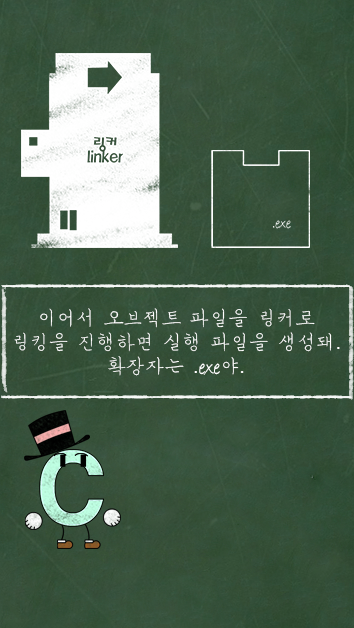 링커
linker
.exe
이어서 오브젝트 파일을 링커로
링킹을 진행하면 실행 파일을 생성돼.
확장자는 .exe야.
C